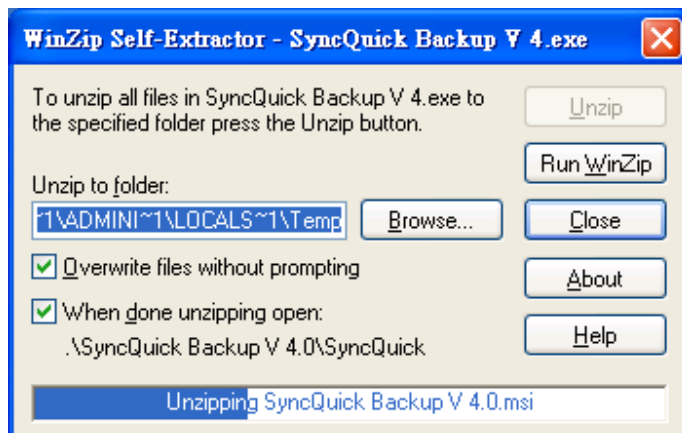 WinZip Self-Extractor - SyncQuick Backup V 4.exe
To unzip all files in SyncQuick Backup V 4.exe to
the specified folder press the Unzip button.
Unzip
Run WinZip
Unzip to folder:
~1\ADMINI~1\LOCALS~1\Temp
Browse...
Close
Overwrite files without prompting
About
When done unzipping open:
.\SyncQuick Backup V 4.0\SyncQuick
Help
Unzipping SyncQuick Backup V 4.0.msi